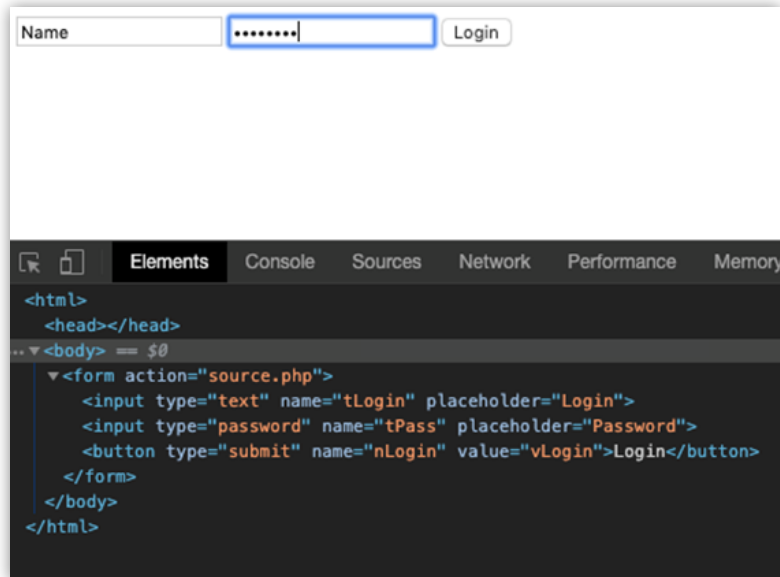 Name •••••••• Login
Elements Console Sources Network Performance Memory
<html>
<head></head>
... ▼<body> == $0
▼<form action="source.php">
<input type="text" name="tLogin" placeholder="Login">
<input type="password" name="tPass" placeholder="Password">
<button type="submit" name="nLogin" value="vLogin">Login</button>
</form>
</body>
</html>